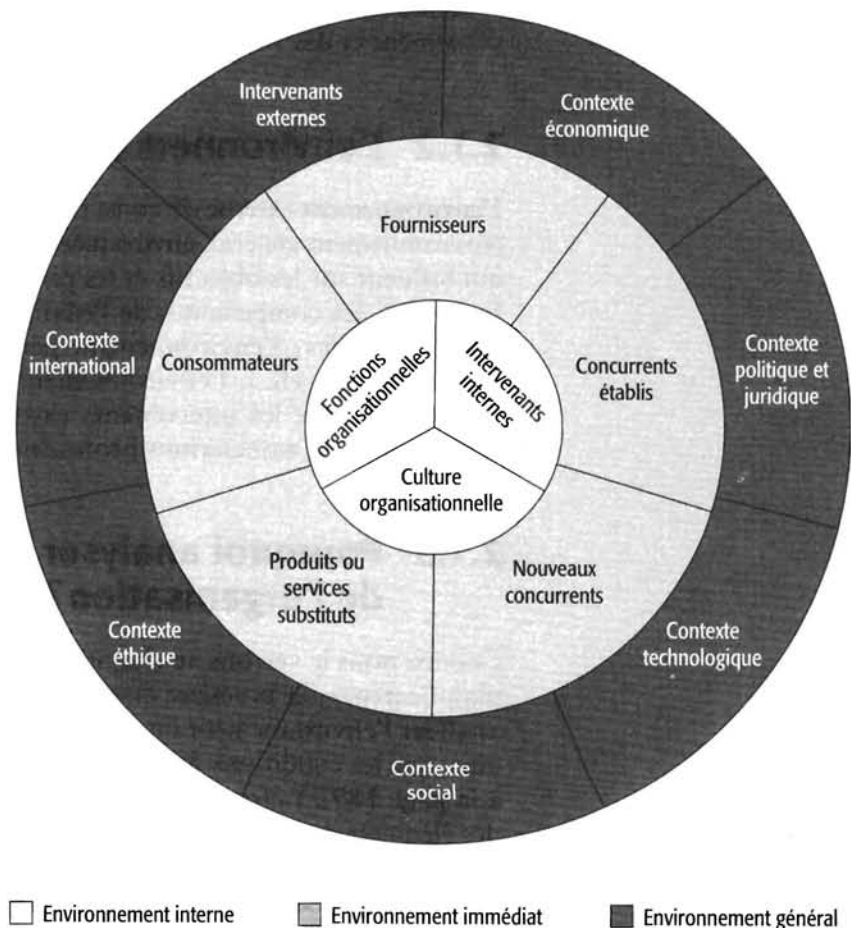 Intervenants
externes
Contexte
économique
Fournisseurs
Contexte
international
Consommateurs
Fonctions
organisationnelles
Intervenants
internes
Concurrents
établis
Contexte
politique et
juridique
Culture
organisationnelle
Produits ou
services
substituts
Nouveaux
concurrents
Contexte
éthique
Contexte
technologique
Contexte
social
Environnement interne
Environnement immédiat
Environnement général